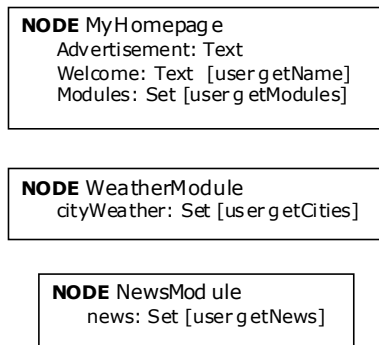 NODE MyHomepage
Advertisement: Text
Welcome: Text [user getName]
Modules: Set [user getModules]
NODE WeatherModule
cityWeather: Set [user getCities]
NODE NewsModule
news: Set [user getNews]